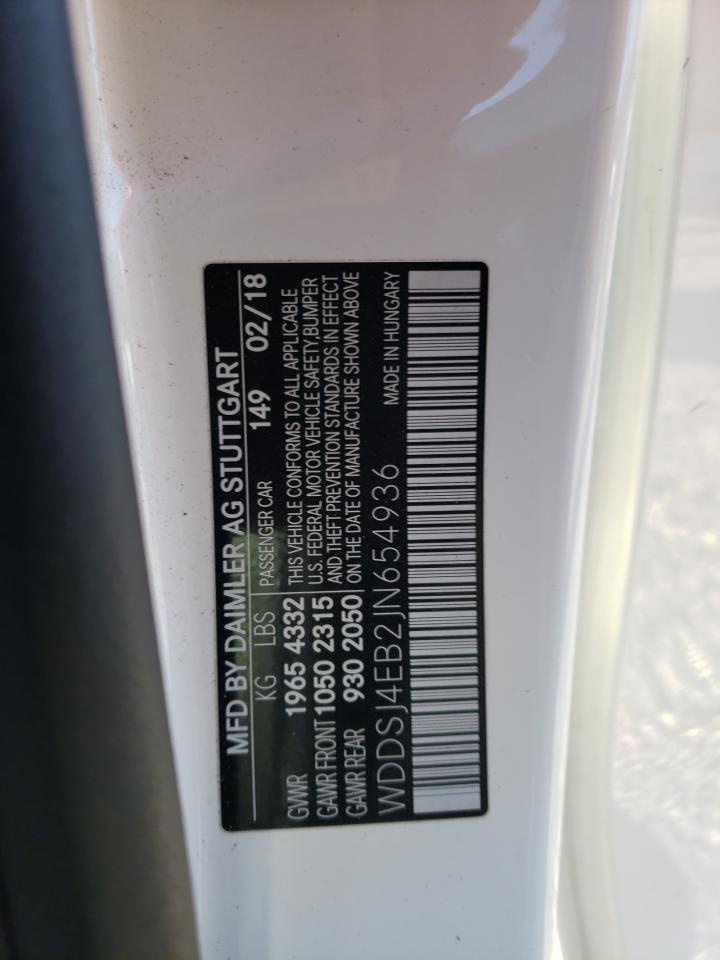 MFD BY DAIMLER AG STUTTGART
KG LBS PASSENGER CAR 149 02/18
GVWR 1965 4332 THIS VEHICLE CONFORMS TO ALL APPLICABLE
GAWR FRONT 1050 2315 U.S. FEDERAL MOTOR VEHICLE SAFETY,BUMPER
AND THEFT PREVENTION STANDARDS IN EFFECT
GAWR REAR 930 2050 ON THE DATE OF MANUFACTURE SHOWN ABOVE
WDDSJ4EB2JN654936 MADE IN HUNGARY